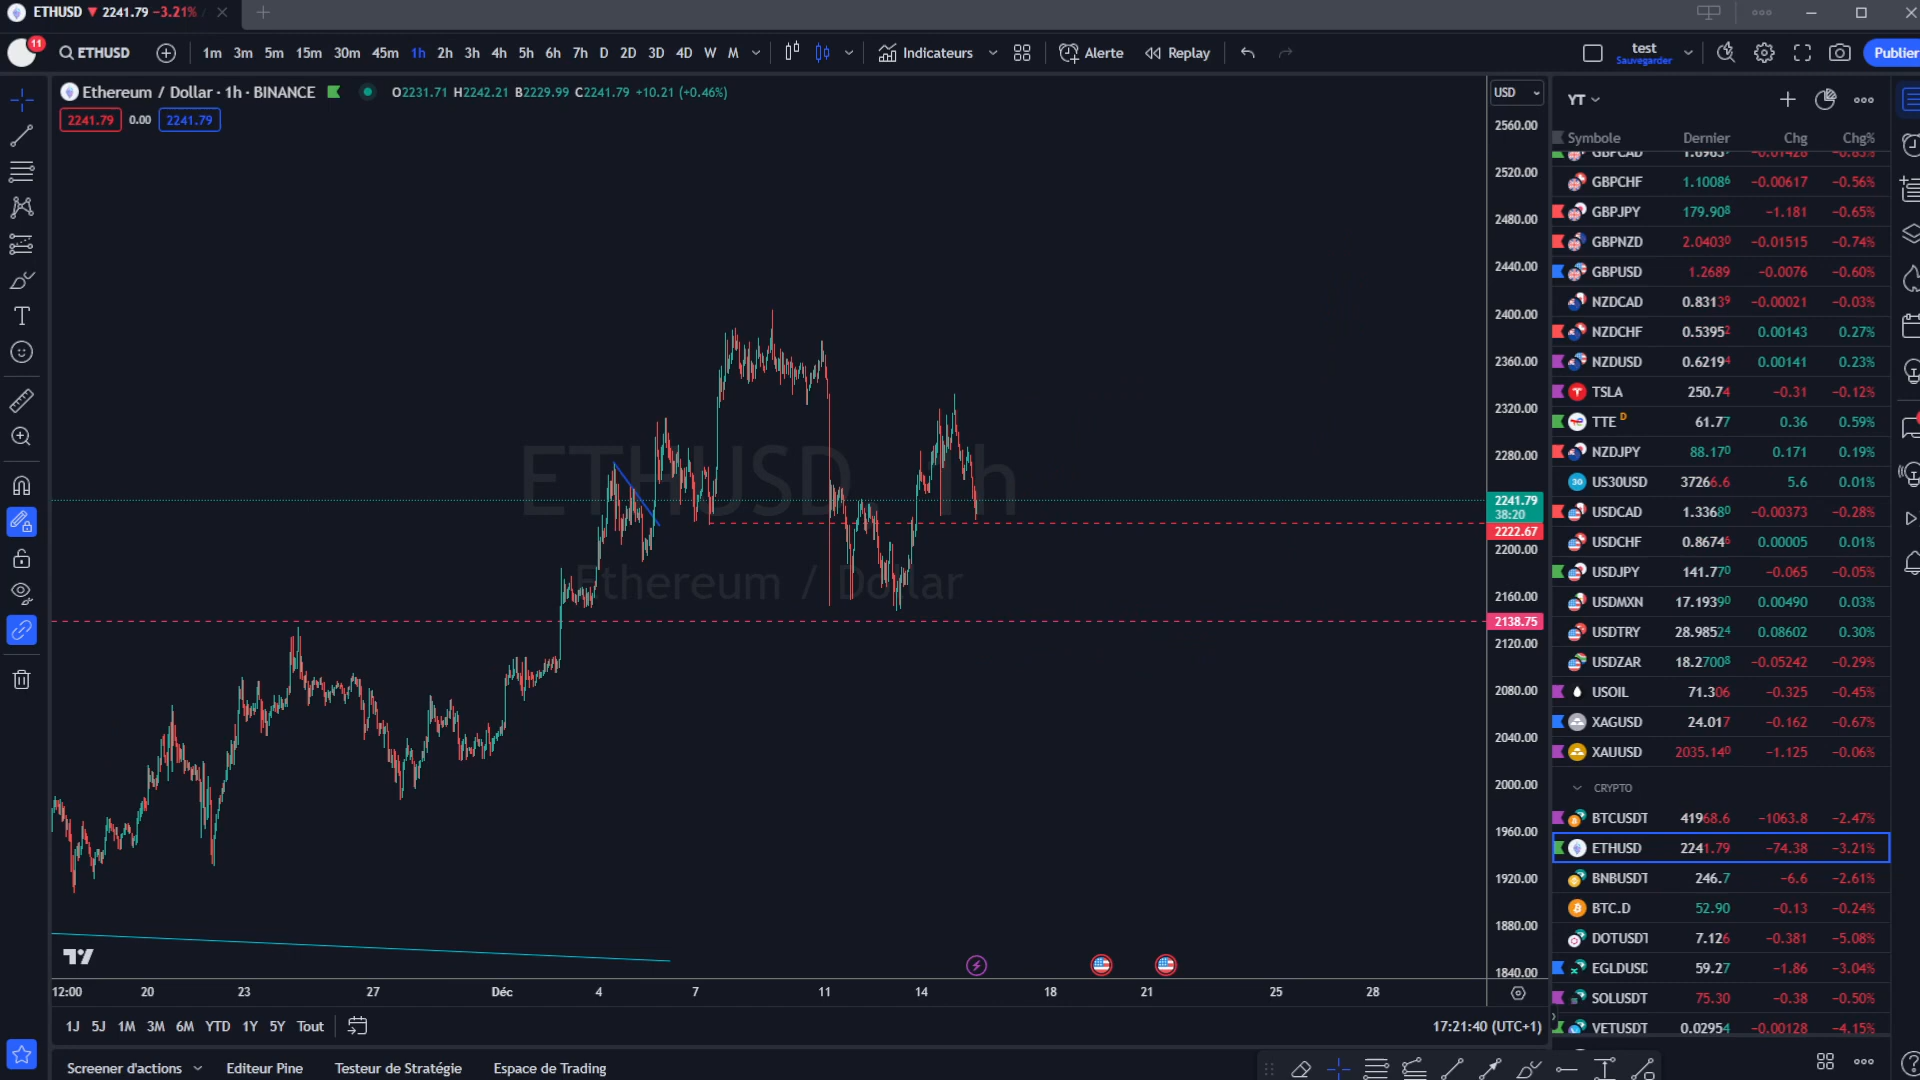 ETHUSD ▼ 2241.79 −3.21% /
11
ETHUSD
1m 3m 5m 15m 30m 45m 1h 2h 3h 4h 5h 6h 7h D 2D 3D 4D W M
Indicateurs
Alerte
Replay
test
Sauvegarder
Publier
Ethereum / Dollar · 1h · BINANCE O2231.71 H2242.21 B2229.99 C2241.79 +10.21 (+0.46%)
2241.79 0.00 2241.79
ETHUSD, 1h
Ethereum / Dollar
USD
2560.00
2520.00
2480.00
2440.00
2400.00
2360.00
2320.00
2280.00
2241.79
38:20
2222.67
2200.00
2160.00
2138.75
2120.00
2080.00
2040.00
2000.00
1960.00
1920.00
1880.00
1840.00
12:00 20 23 27 Déc 4 7 11 14 18 21 25 28
1J 5J 1M 3M 6M YTD 1Y 5Y Tout
17:21:40 (UTC+1)
Screener d'actions Editeur Pine Testeur de Stratégie Espace de Trading
YT
Symbole Dernier Chg Chg%
GBPCAD −0.01428 −0.83%
GBPCHF 1.10086 −0.00617 −0.56%
GBPJPY 179.908 −1.181 −0.65%
GBPNZD 2.04030 −0.01515 −0.74%
GBPUSD 1.2689 −0.0076 −0.60%
NZDCAD 0.83139 −0.00021 −0.03%
NZDCHF 0.53952 0.00143 0.27%
NZDUSD 0.62194 0.00141 0.23%
TSLA 250.74 −0.31 −0.12%
TTE D 61.77 0.36 0.59%
NZDJPY 88.170 0.171 0.19%
30 US30USD 37266.6 5.6 0.01%
USDCAD 1.33680 −0.00373 −0.28%
USDCHF 0.86746 0.00005 0.01%
USDJPY 141.770 −0.065 −0.05%
USDMXN 17.19390 0.00490 0.03%
USDTRY 28.98524 0.08602 0.30%
USDZAR 18.27008 −0.05242 −0.29%
USOIL 71.306 −0.325 −0.45%
XAGUSD 24.017 −0.162 −0.67%
XAUUSD 2035.140 −1.125 −0.06%
CRYPTO
BTCUSDT 41968.6 −1063.8 −2.47%
ETHUSD 2241.79 −74.38 −3.21%
BNBUSDT 246.7 −6.6 −2.61%
BTC.D 52.90 −0.13 −0.24%
DOTUSDT 7.126 −0.381 −5.08%
EGLDUSD 59.27 −1.86 −3.04%
SOLUSDT 75.30 −0.38 −0.50%
VETUSDT 0.02954 −0.00128 −4.15%